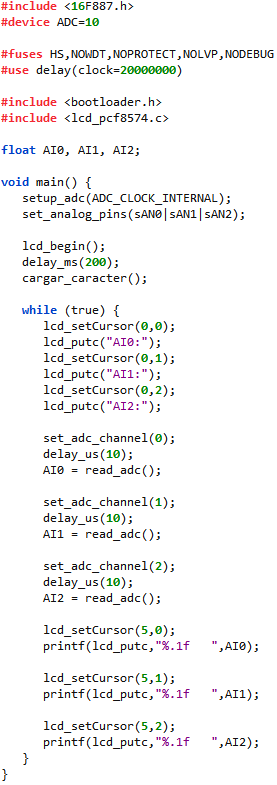 #include <16F887.h>
#device ADC=10

#fuses HS,NOWDT,NOPROTECT,NOLVP,NODEBUG
#use delay(clock=20000000)

#include <bootloader.h>
#include <lcd_pcf8574.c>

float AI0, AI1, AI2;

void main() {
   setup_adc(ADC_CLOCK_INTERNAL);
   set_analog_pins(sAN0|sAN1|sAN2);

   lcd_begin();
   delay_ms(200);
   cargar_caracter();

   while (true) {
      lcd_setCursor(0,0);
      lcd_putc("AI0:");
      lcd_setCursor(0,1);
      lcd_putc("AI1:");
      lcd_setCursor(0,2);
      lcd_putc("AI2:");

      set_adc_channel(0);
      delay_us(10);
      AI0 = read_adc();

      set_adc_channel(1);
      delay_us(10);
      AI1 = read_adc();

      set_adc_channel(2);
      delay_us(10);
      AI2 = read_adc();

      lcd_setCursor(5,0);
      printf(lcd_putc,"%.1f   ",AI0);

      lcd_setCursor(5,1);
      printf(lcd_putc,"%.1f   ",AI1);

      lcd_setCursor(5,2);
      printf(lcd_putc,"%.1f   ",AI2);
   }
}